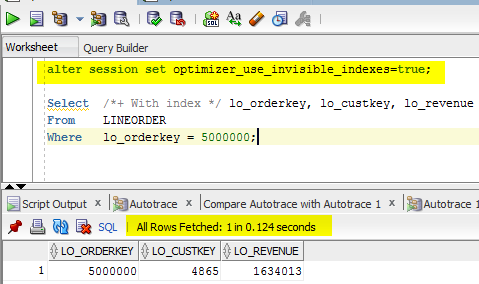 Worksheet Query Builder
alter session set optimizer_use_invisible_indexes=true;
Select /*+ With index */ lo_orderkey, lo_custkey, lo_revenue
From LINEORDER
Where lo_orderkey = 5000000;
Script Output x Autotrace x Compare Autotrace with Autotrace 1 x Autotrace 1
SQL All Rows Fetched: 1 in 0.124 seconds
LO_ORDERKEY LO_CUSTKEY LO_REVENUE
1 5000000 4865 1634013